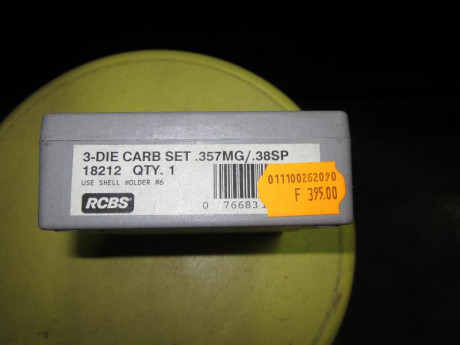 3-DIE CARB SET .357MG/.38SP
18212 QTY. 1
USE SHELL HOLDER #6
RCBS
0 76683
011100262090
F 395.00